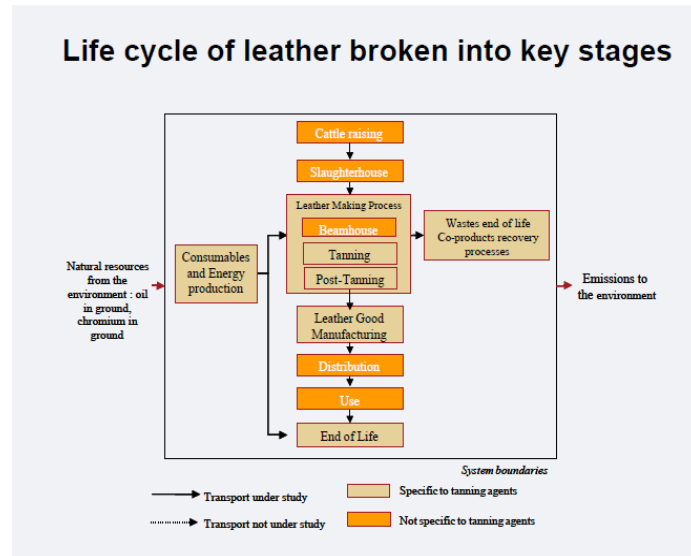 Life cycle of leather broken into key stages
Cattle raising
Slaughterhouse
Leather Making Process
Beamhouse
Tanning
Post-Tanning
Wastes end of life
Co-products recovery
processes
Consumables
and Energy
production
Natural resources
from the
environment : oil
in ground,
chromium in
ground
Emissions to
the environment
Leather Good
Manufacturing
Distribution
Use
End of Life
System boundaries
Transport under study
Specific to tanning agents
Transport not under study
Not specific to tanning agents